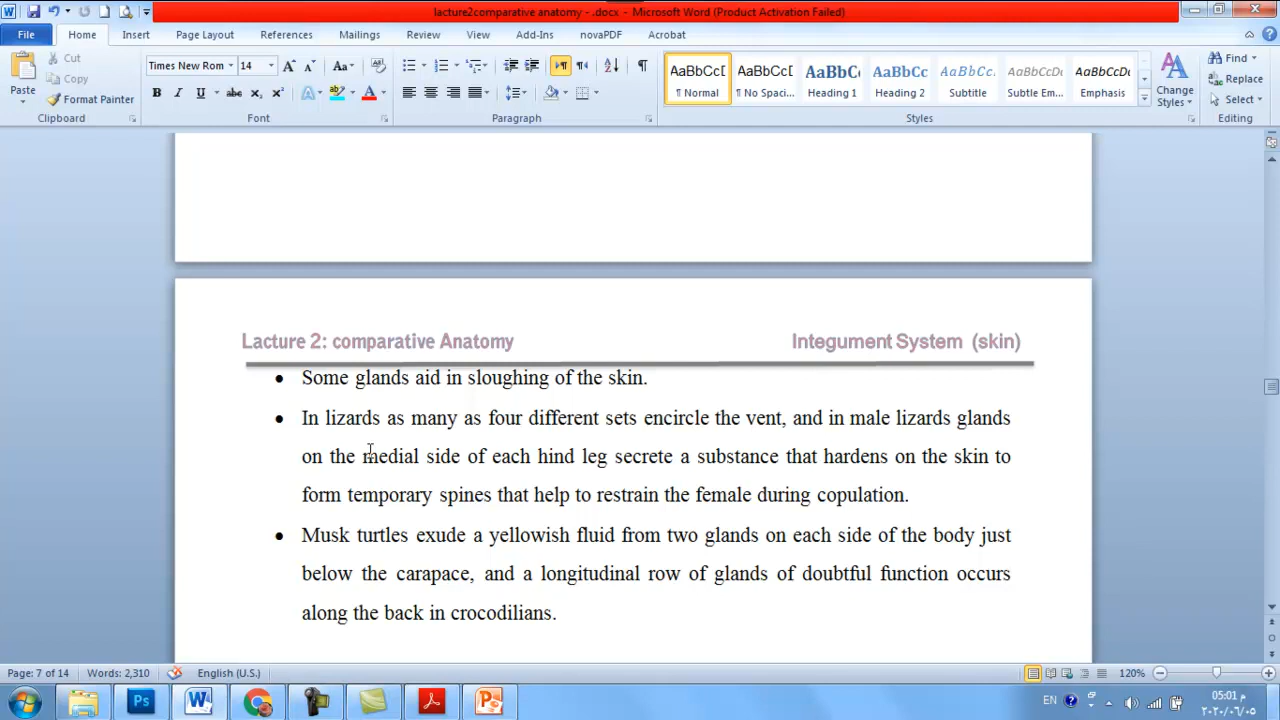 lacture2comparative anatomy - .docx - Microsoft Word (Product Activation Failed)
File Home Insert Page Layout References Mailings Review View Add-Ins novaPDF Acrobat
Cut
Copy
Format Painter
Paste
Clipboard
Times New Rom 14
Font
Paragraph
AaBbCcD AaBbCcD AaBbCc AaBbCc AaBbCc. AaBbCcDd AaBbCcDc
¶ Normal ¶ No Spaci... Heading 1 Heading 2 Subtitle Subtle Em... Emphasis
Change Styles
Styles
Find
Replace
Select
Editing
Lacture 2: comparative Anatomy Integument System (skin)
• Some glands aid in sloughing of the skin.
• In lizards as many as four different sets encircle the vent, and in male lizards glands
on the medial side of each hind leg secrete a substance that hardens on the skin to
form temporary spines that help to restrain the female during copulation.
• Musk turtles exude a yellowish fluid from two glands on each side of the body just
below the carapace, and a longitudinal row of glands of doubtful function occurs
along the back in crocodilians.
Page: 7 of 14 Words: 2,310 English (U.S.) 120%
EN 05:01 م
٢٠٢٠/٠٦/٠٥